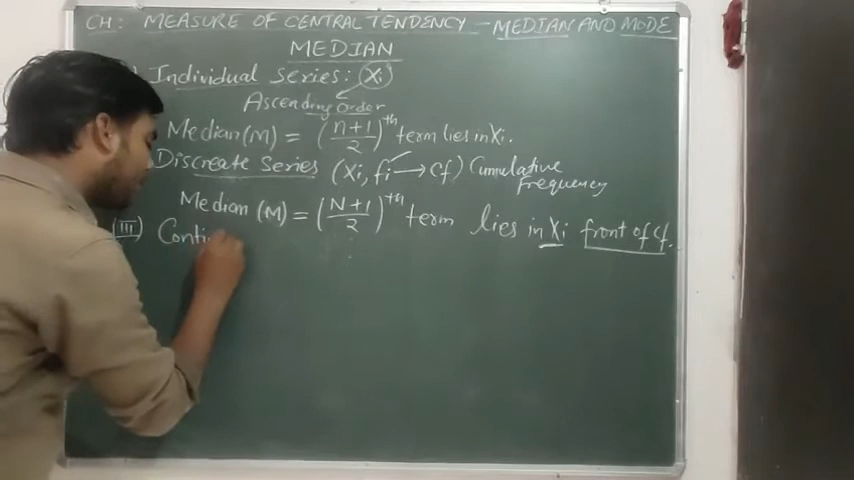 CH: MEASURE OF CENTRAL TENDENCY - MEDIAN AND MODE
MEDIAN
Individual series: (Xi)
Ascending Order
Median (M) = (n+1/2)^th term lies in Xi.
Discreate Series (Xi, fi → cf) Cumulative frequency
Median (M) = (N+1/2)^th term lies in Xi front of cf.
(III) Conti